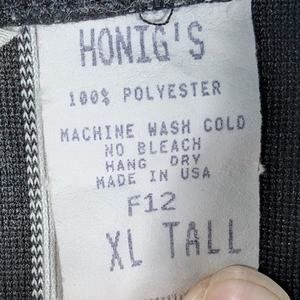 HONIG'S
100% POLYESTER
MACHINE WASH COLD
NO BLEACH
HANG DRY
MADE IN USA
F12
XL TALL